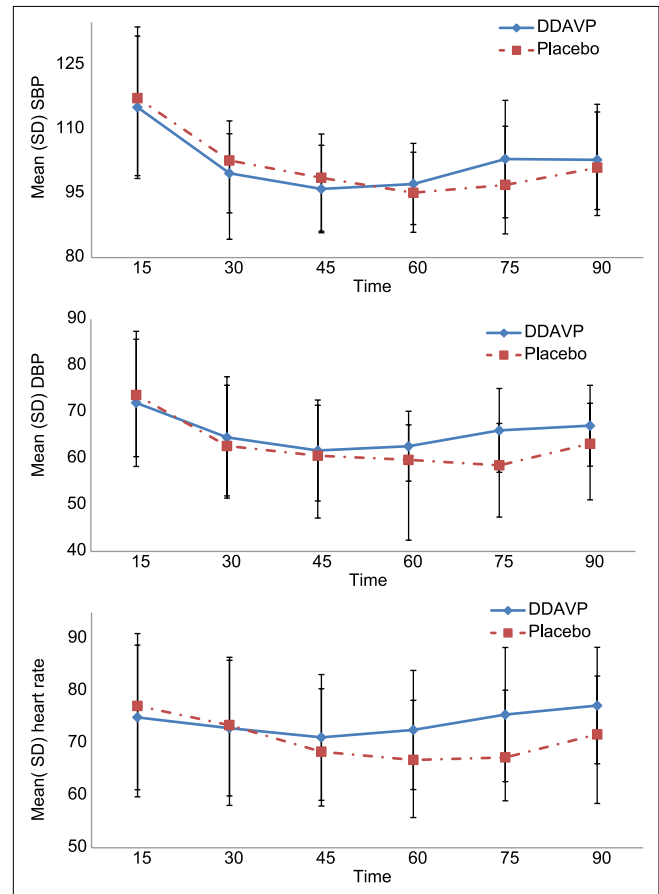 DDAVP
Placebo
Mean (SD) SBP
125
110
95
80
15 30 45 60 75 90
Time
DDAVP
Placebo
Mean (SD) DBP
90
80
70
60
50
40
15 30 45 60 75 90
Time
DDAVP
Placebo
Mean( SD) heart rate
90
80
70
60
50
15 30 45 60 75 90
Time